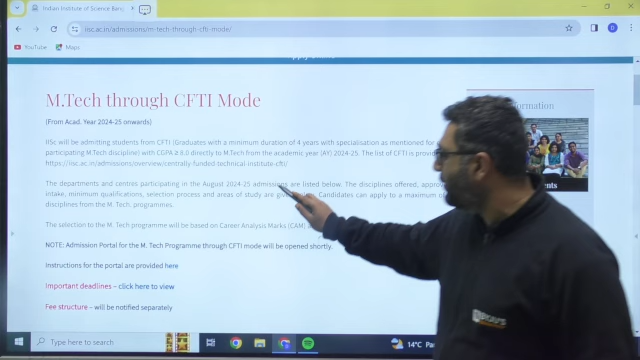 Indian Institute of Science Bang
iisc.ac.in/admissions/m-tech-through-cfti-mode/
YouTube Maps
M.Tech through CFTI Mode
(From Acad. Year 2024-25 onwards)
IISc will be admitting students from CFTI (Graduates with a minimum duration of 4 years with specialisation as mentioned for
participating M.Tech discipline) with CGPA ≥ 8.0 directly to M.Tech from the academic year (AY) 2024-25. The list of CFTI is
https://iisc.ac.in/admissions/overview/centrally-funded-technical-institute-cfti/
The departments and centres participating in the August 2024-25 admissions are listed below. The disciplines offered,
intake, minimum qualifications, selection process and areas of study are Candidates can apply to a maximum of
disciplines from the M. Tech. programmes.
The selection to the M.Tech programme will be based on Career Analysis Marks (CAM)
NOTE: Admission Portal for the M. Tech Programme through CFTI mode will be opened shortly.
Instructions for the portal are provided here
Important deadlines – click here to view
Fee structure – will be notified separately
Type here to search
14°C